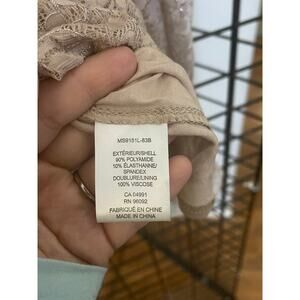 MS9151L-83B
EXTÉRIEUR/SHELL
90% POLYAMIDE
10% ÉLASTHANNE/
SPANDEX
DOUBLURE/LINING
100% VISCOSE
CA 04991
RN 96092
FABRIQUÉ EN CHINE
MADE IN CHINA